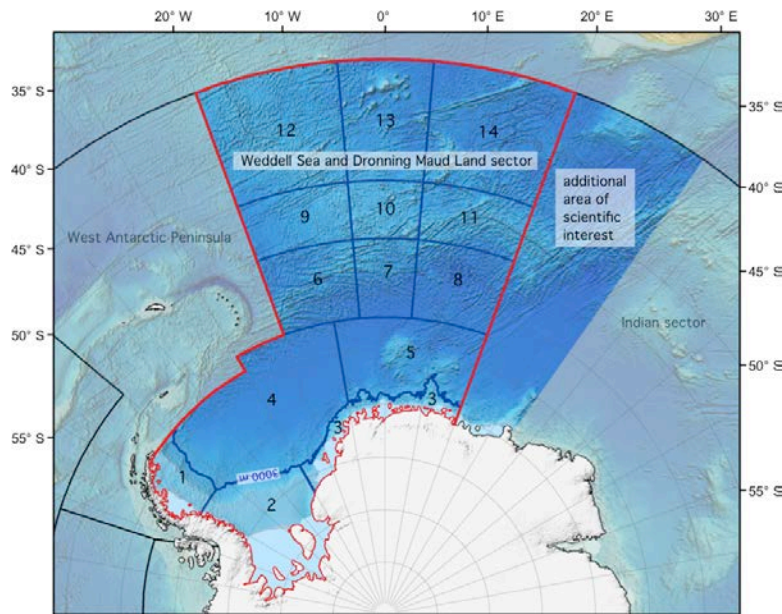 20° W 10° W 0° 10° E 20° E 30° E
35° S 35° S
12 13 14
Weddell Sea and Dronning Maud Land sector
40° S 40° S
additional
area of
scientific
interest
9 10 11
West Antarctic Peninsula
45° S 45° S
6 7 8
Indian sector
50° S 50° S
5
4
3 3
55° S 55° S
1 3000 m
2